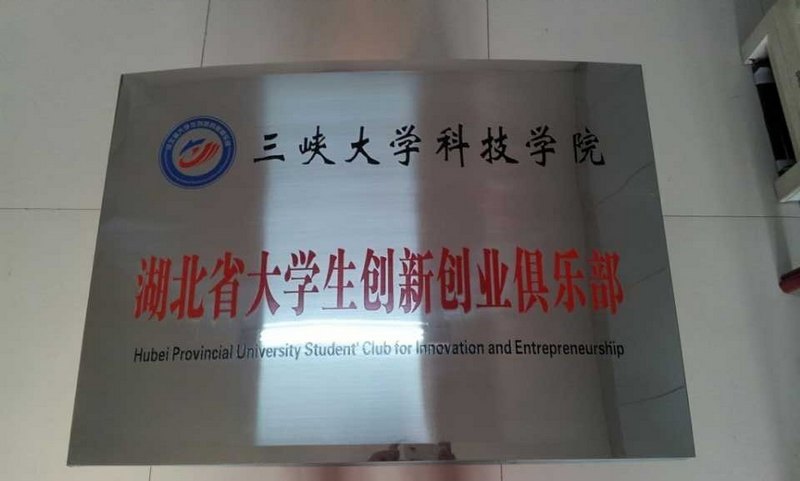 三峡大学科技学院
湖北省大学生创新创业俱乐部
Hubei Provincial University Student' Club for Innovation and Entrepreneurship